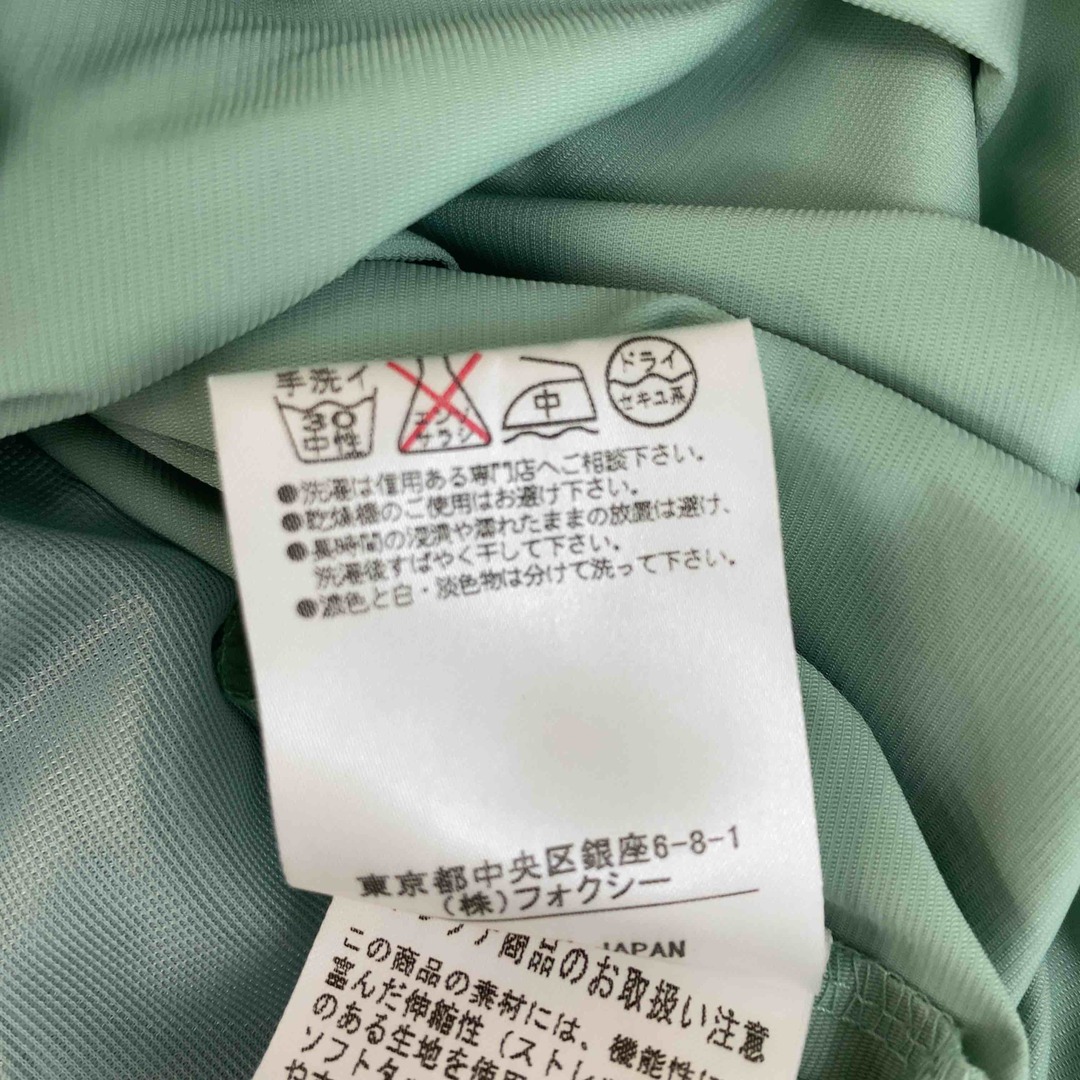 手洗イ
30
中性
エンソ
サラシ
中
ドライ
セキユ系
●洗濯は信用ある専門店へご相談下さい。
●乾燥機のご使用はお避け下さい。
●長時間の浸漬や濡れたままの放置は避け、
洗濯後すばやく干して下さい。
●濃色と白・淡色物は分けて洗って下さい。
東京都中央区銀座6-8-1
(株)フォクシー
JAPAN
商品のお取扱い注意
この商品の素材には、機能性
んだ伸縮性(ストレ
のある生地を使用
ソフトタ